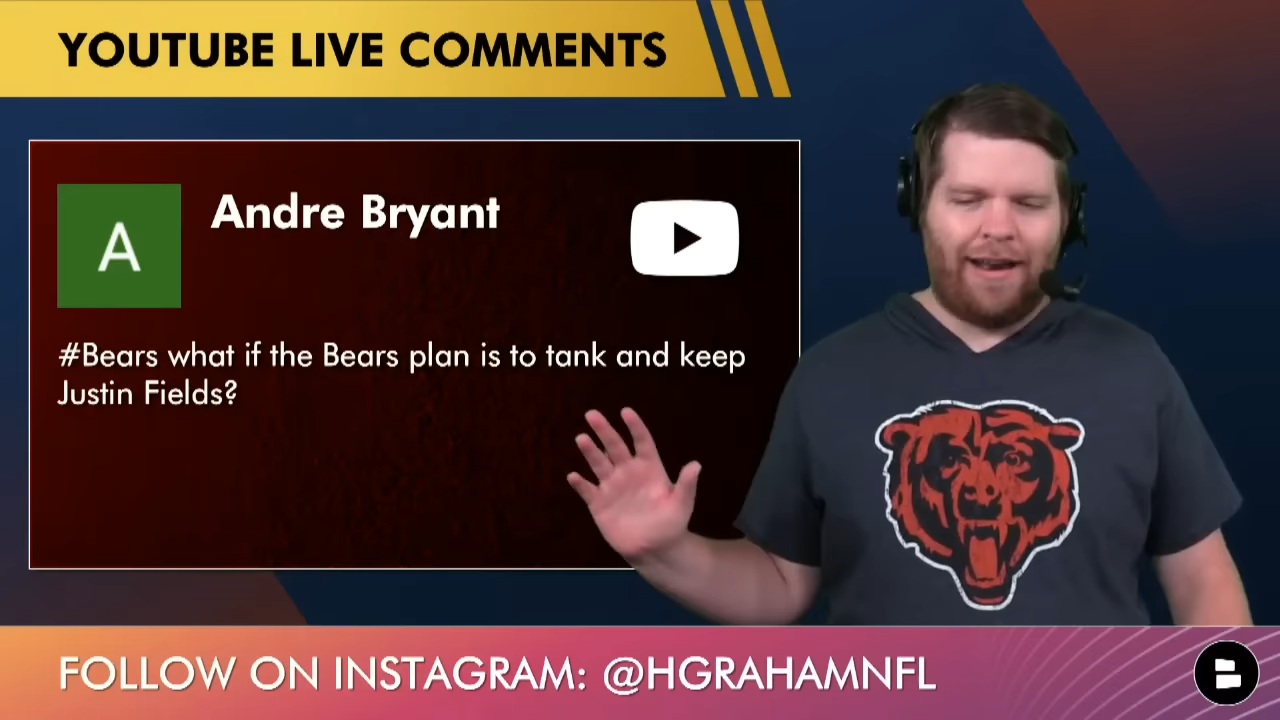 YOUTUBE LIVE COMMENTS
A
Andre Bryant
#Bears what if the Bears plan is to tank and keep
Justin Fields?
FOLLOW ON INSTAGRAM: @HGRAHAMNFL